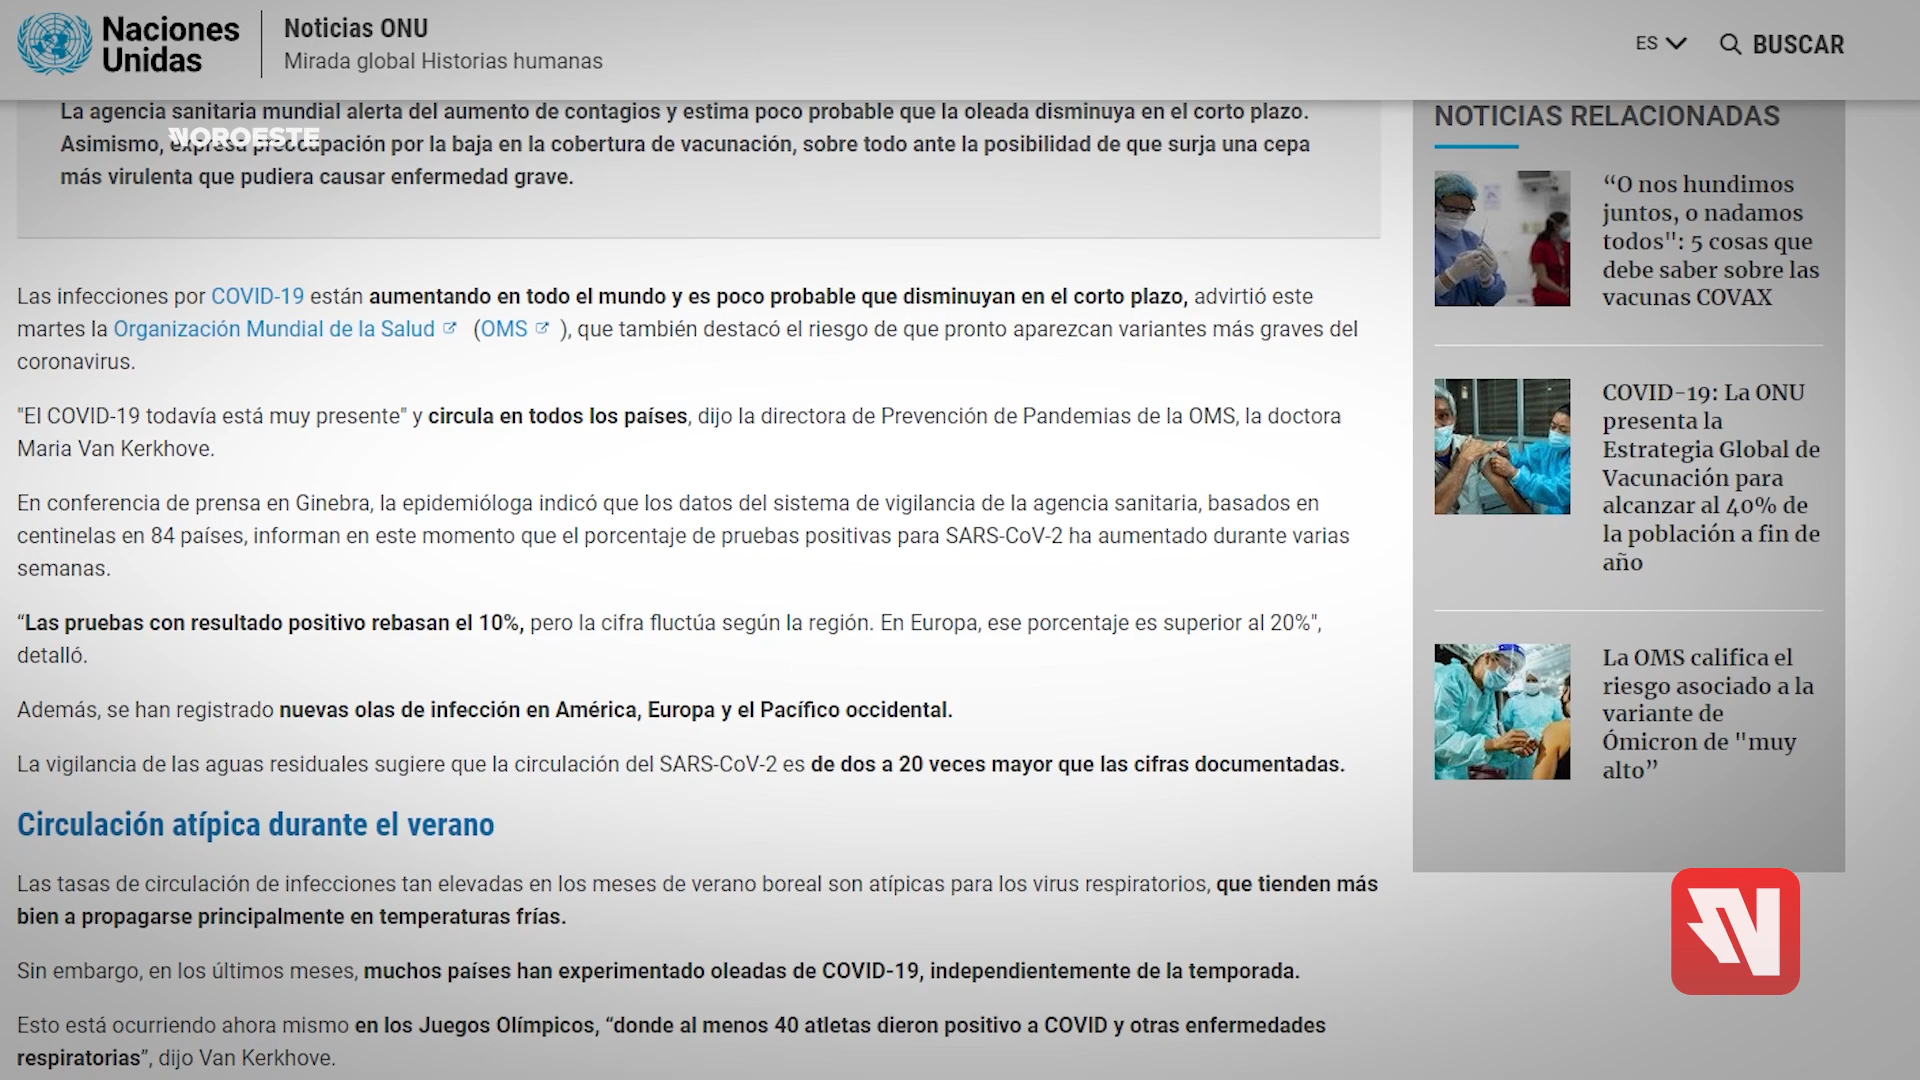 Naciones
Unidas
Noticias ONU
Mirada global Historias humanas
ES
BUSCAR
La agencia sanitaria mundial alerta del aumento de contagios y estima poco probable que la oleada disminuya en el corto plazo.
NOROESTE
Asimismo, expresa preocupación por la baja en la cobertura de vacunación, sobre todo ante la posibilidad de que surja una cepa
más virulenta que pudiera causar enfermedad grave.
Las infecciones por COVID-19 están aumentando en todo el mundo y es poco probable que disminuyan en el corto plazo, advirtió este
martes la Organización Mundial de la Salud (OMS ), que también destacó el riesgo de que pronto aparezcan variantes más graves del
coronavirus.
"El COVID-19 todavía está muy presente" y circula en todos los países, dijo la directora de Prevención de Pandemias de la OMS, la doctora
Maria Van Kerkhove.
En conferencia de prensa en Ginebra, la epidemióloga indicó que los datos del sistema de vigilancia de la agencia sanitaria, basados en
centinelas en 84 países, informan en este momento que el porcentaje de pruebas positivas para SARS-CoV-2 ha aumentado durante varias
semanas.
“Las pruebas con resultado positivo rebasan el 10%, pero la cifra fluctúa según la región. En Europa, ese porcentaje es superior al 20%",
detalló.
Además, se han registrado nuevas olas de infección en América, Europa y el Pacífico occidental.
La vigilancia de las aguas residuales sugiere que la circulación del SARS-CoV-2 es de dos a 20 veces mayor que las cifras documentadas.
Circulación atípica durante el verano
Las tasas de circulación de infecciones tan elevadas en los meses de verano boreal son atípicas para los virus respiratorios, que tienden más
bien a propagarse principalmente en temperaturas frías.
Sin embargo, en los últimos meses, muchos países han experimentado oleadas de COVID-19, independientemente de la temporada.
Esto está ocurriendo ahora mismo en los Juegos Olímpicos, “donde al menos 40 atletas dieron positivo a COVID y otras enfermedades
respiratorias”, dijo Van Kerkhove.
NOTICIAS RELACIONADAS
“O nos hundimos
juntos, o nadamos
todos": 5 cosas que
debe saber sobre las
vacunas COVAX
COVID-19: La ONU
presenta la
Estrategia Global de
Vacunación para
alcanzar al 40% de
la población a fin de
año
La OMS califica el
riesgo asociado a la
variante de
Ómicron de "muy
alto”
N